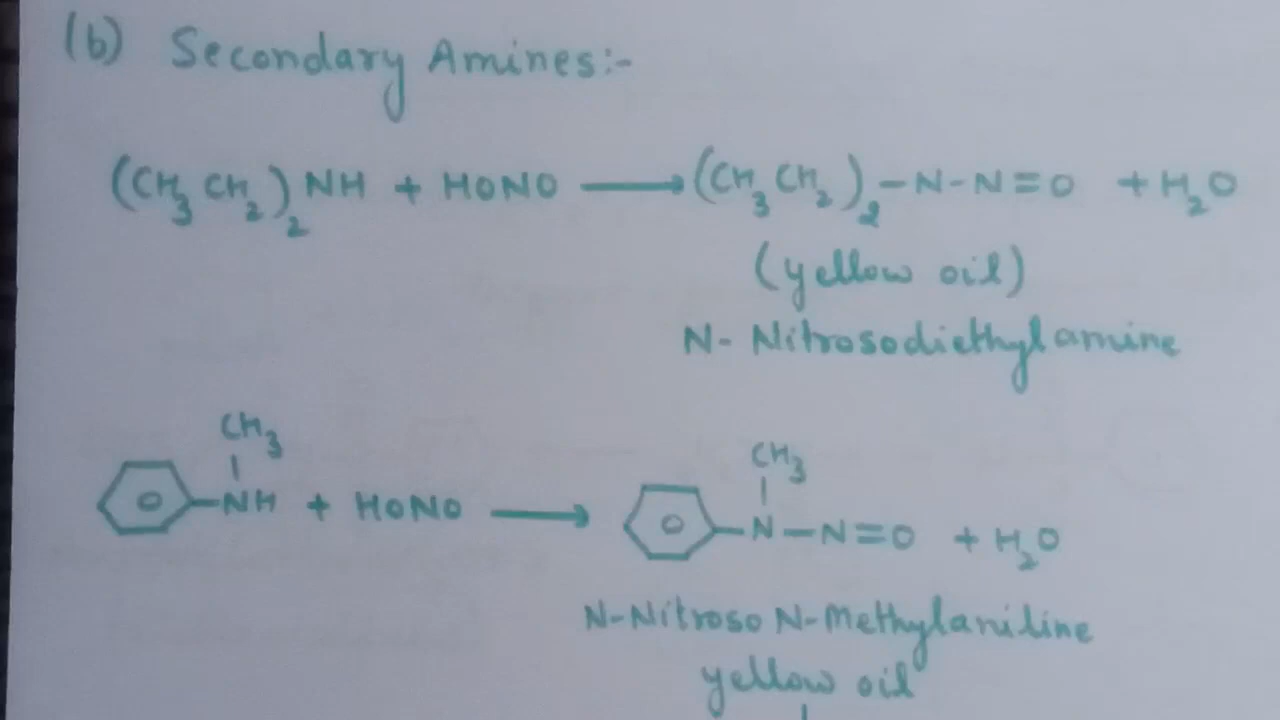 (b) Secondary Amines:-
(CH3CH2)2NH + HONO ⟶ (CH3CH2)2-N-N=O + H2O
(yellow oil)
N-Nitrosodiethylamine
CH3
CH3
NH + HONO ⟶ N-N=O + H2O
N-Nitroso N-Methylaniline
yellow oil